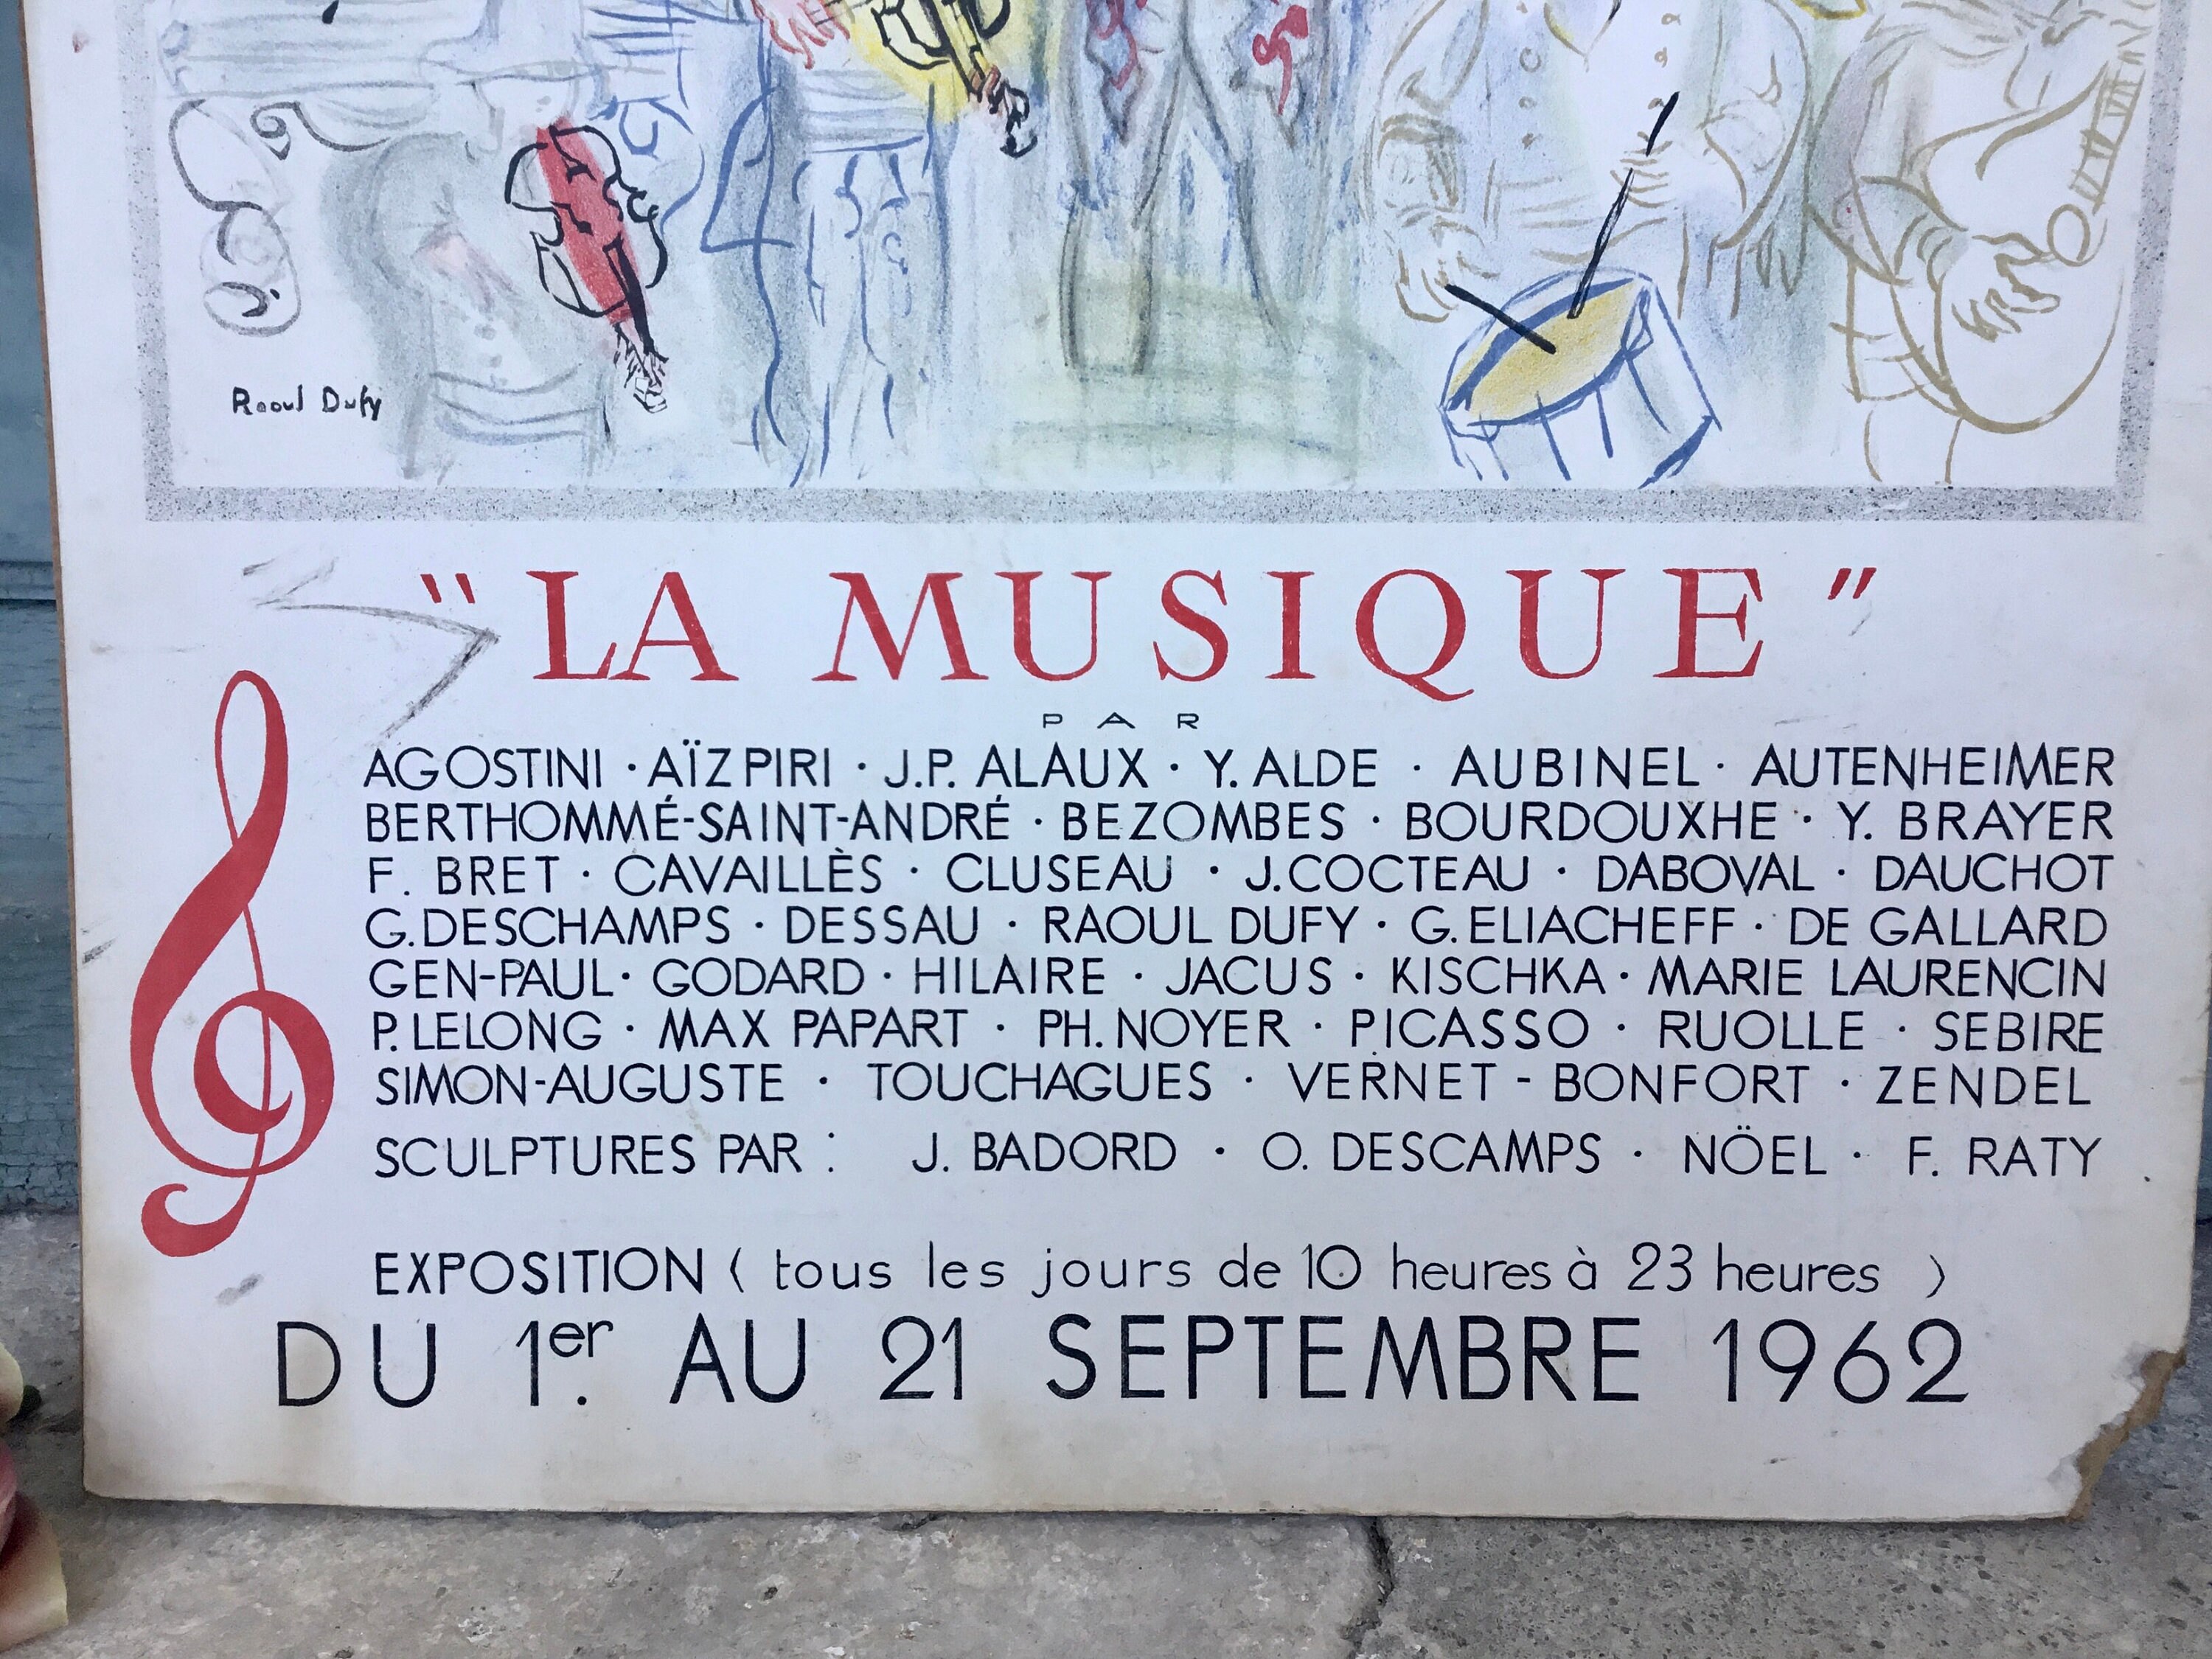 Raoul Dufy
"LA MUSIQUE"
PAR
AGOSTINI · AÏZPIRI · J.P. ALAUX · Y. ALDE · AUBINEL · AUTENHEIMER
BERTHOMMÉ-SAINT-ANDRÉ · BEZOMBES · BOURDOUXHE · Y. BRAYER
F. BRET · CAVAILLÈS · CLUSEAU · J.COCTEAU · DABOVAL · DAUCHOT
G.DESCHAMPS · DESSAU · RAOUL DUFY · G.ELIACHEFF · DE GALLARD
GEN-PAUL · GODARD · HILAIRE · JACUS · KISCHKA · MARIE LAURENCIN
P. LELONG · MAX PAPART · PH. NOYER · PICASSO · RUOLLE · SEBIRE
SIMON-AUGUSTE · TOUCHAGUES · VERNET - BONFORT · ZENDEL
SCULPTURES PAR : J. BADORD · O. DESCAMPS · NÖEL · F. RATY
EXPOSITION ( tous les jours de 10 heures à 23 heures )
DU 1er. AU 21 SEPTEMBRE 1962